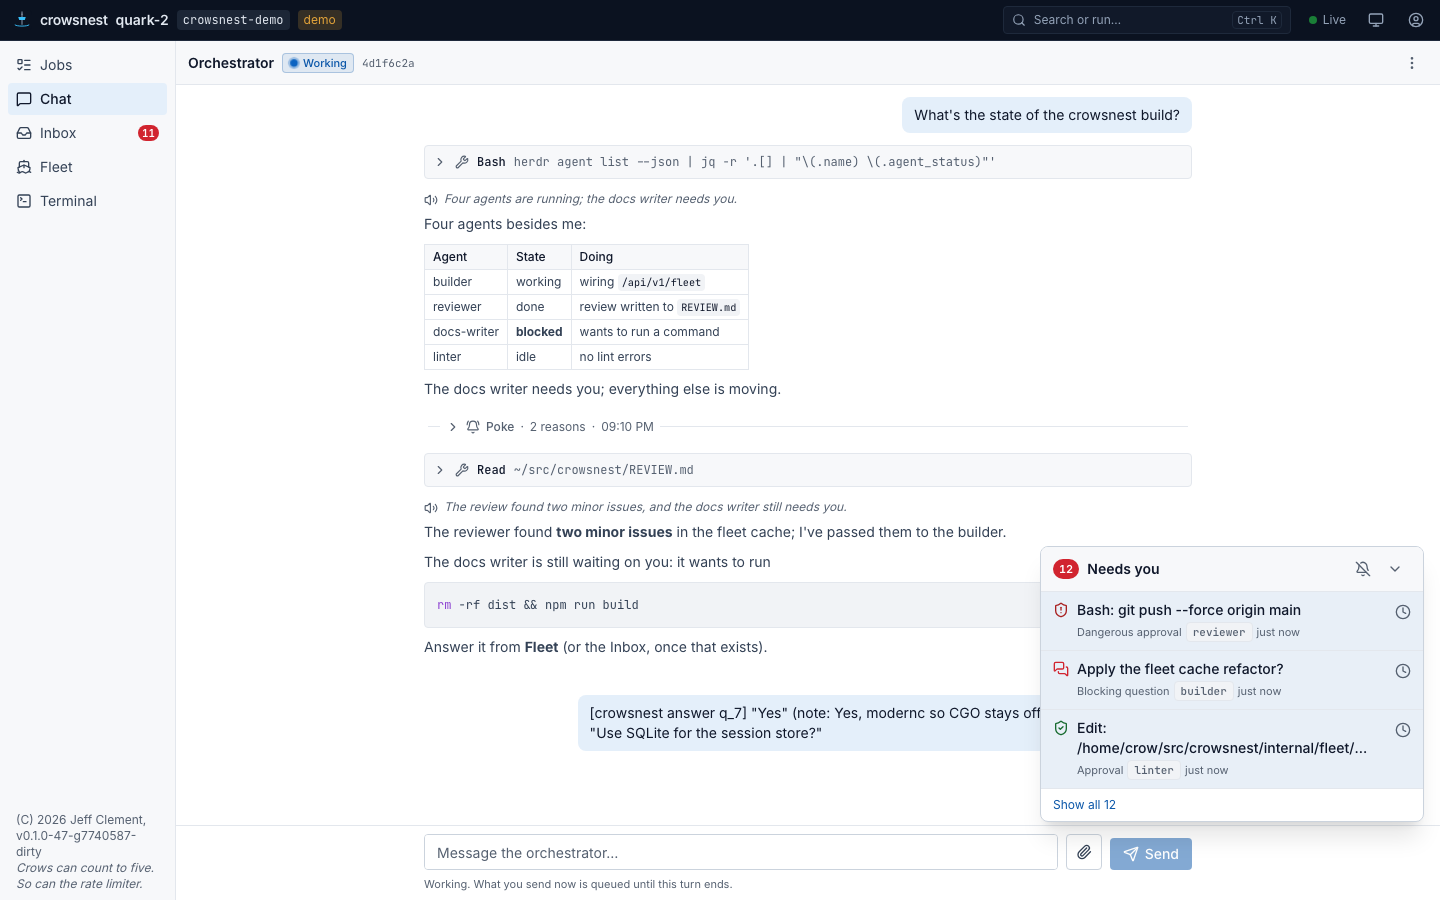 crowsnest quark-2 crowsnest-demo demo
Search or run... Ctrl K
Live
Jobs
Chat
Inbox 11
Fleet
Terminal
Orchestrator Working 4d1f6c2a
What's the state of the crowsnest build?
Bash herdr agent list --json | jq -r '.[] | "\(.name) \(.agent_status)"'
Four agents are running; the docs writer needs you.
Four agents besides me:
Agent State Doing
builder working wiring /api/v1/fleet
reviewer done review written to REVIEW.md
docs-writer blocked wants to run a command
linter idle no lint errors
The docs writer needs you; everything else is moving.
Poke · 2 reasons · 09:10 PM
Read ~/src/crowsnest/REVIEW.md
The review found two minor issues, and the docs writer still needs you.
The reviewer found two minor issues in the fleet cache; I've passed them to the builder.
The docs writer is still waiting on you: it wants to run
rm -rf dist && npm run build
Answer it from Fleet (or the Inbox, once that exists).
[crowsnest answer q_7] "Yes" (note: Yes, modernc so CGO stays off
"Use SQLite for the session store?"
12 Needs you
Bash: git push --force origin main
Dangerous approval reviewer just now
Apply the fleet cache refactor?
Blocking question builder just now
Edit:
/home/crow/src/crowsnest/internal/fleet/...
Approval linter just now
Show all 12
Message the orchestrator...
Send
Working. What you send now is queued until this turn ends.
(C) 2026 Jeff Clement,
v0.1.0-47-g7740587-
dirty
Crows can count to five.
So can the rate limiter.